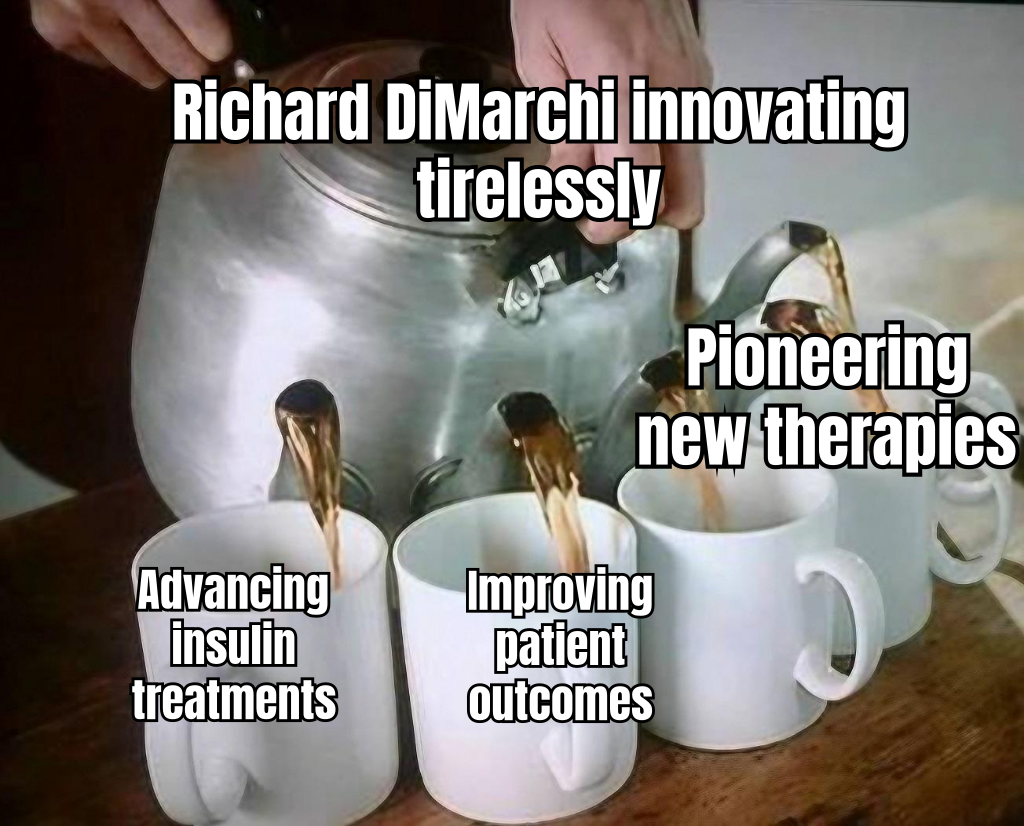 Richard DiMarchi innovating
tirelessly
Pioneering
new therapies
Advancing
insulin
treatments
Improving
patient
outcomes